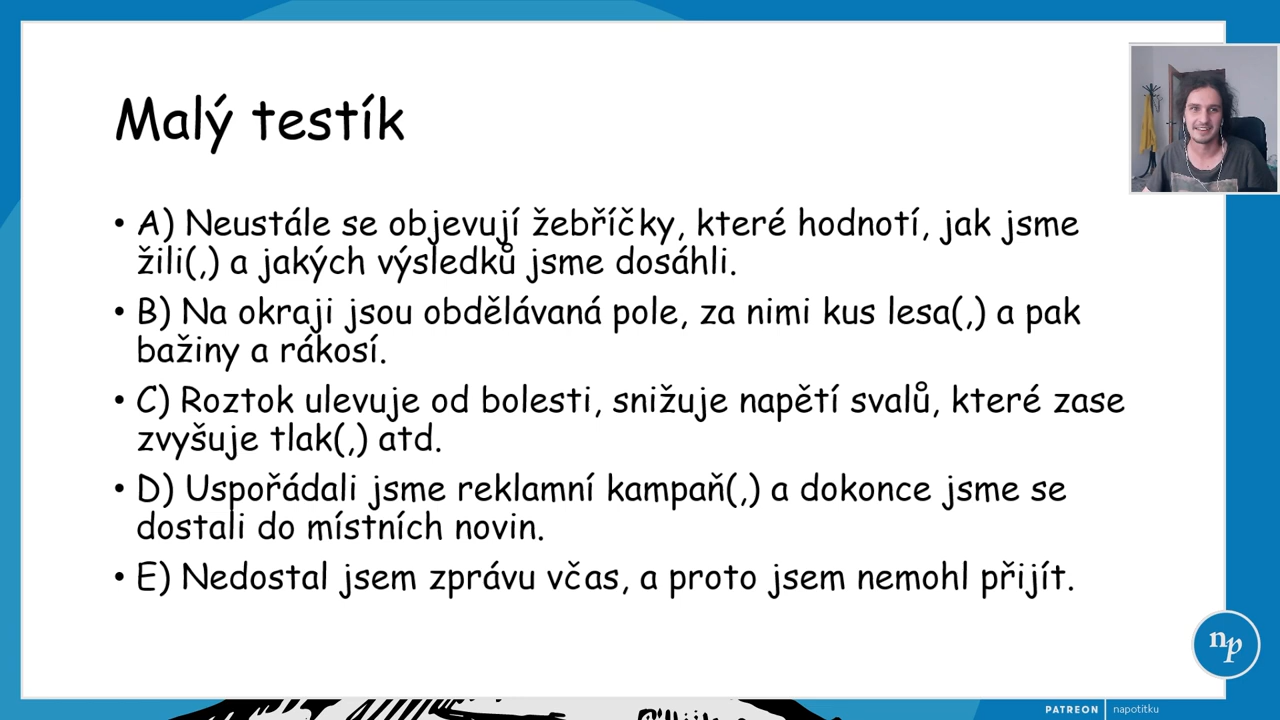 Malý testík
• A) Neustále se objevují žebříčky, které hodnotí, jak jsme
žili(,) a jakých výsledků jsme dosáhli.
• B) Na okraji jsou obdělávaná pole, za nimi kus lesa(,) a pak
bažiny a rákosí.
• C) Roztok ulevuje od bolesti, snižuje napětí svalů, které zase
zvyšuje tlak(,) atd.
• D) Uspořádali jsme reklamní kampaň(,) a dokonce jsme se
dostali do místních novin.
• E) Nedostal jsem zprávu včas, a proto jsem nemohl přijít.
np
PATREON | napotitku